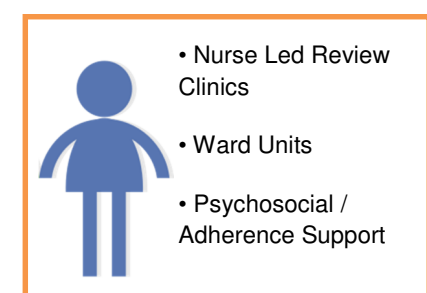 • Nurse Led Review
Clinics
• Ward Units
• Psychosocial /
Adherence Support